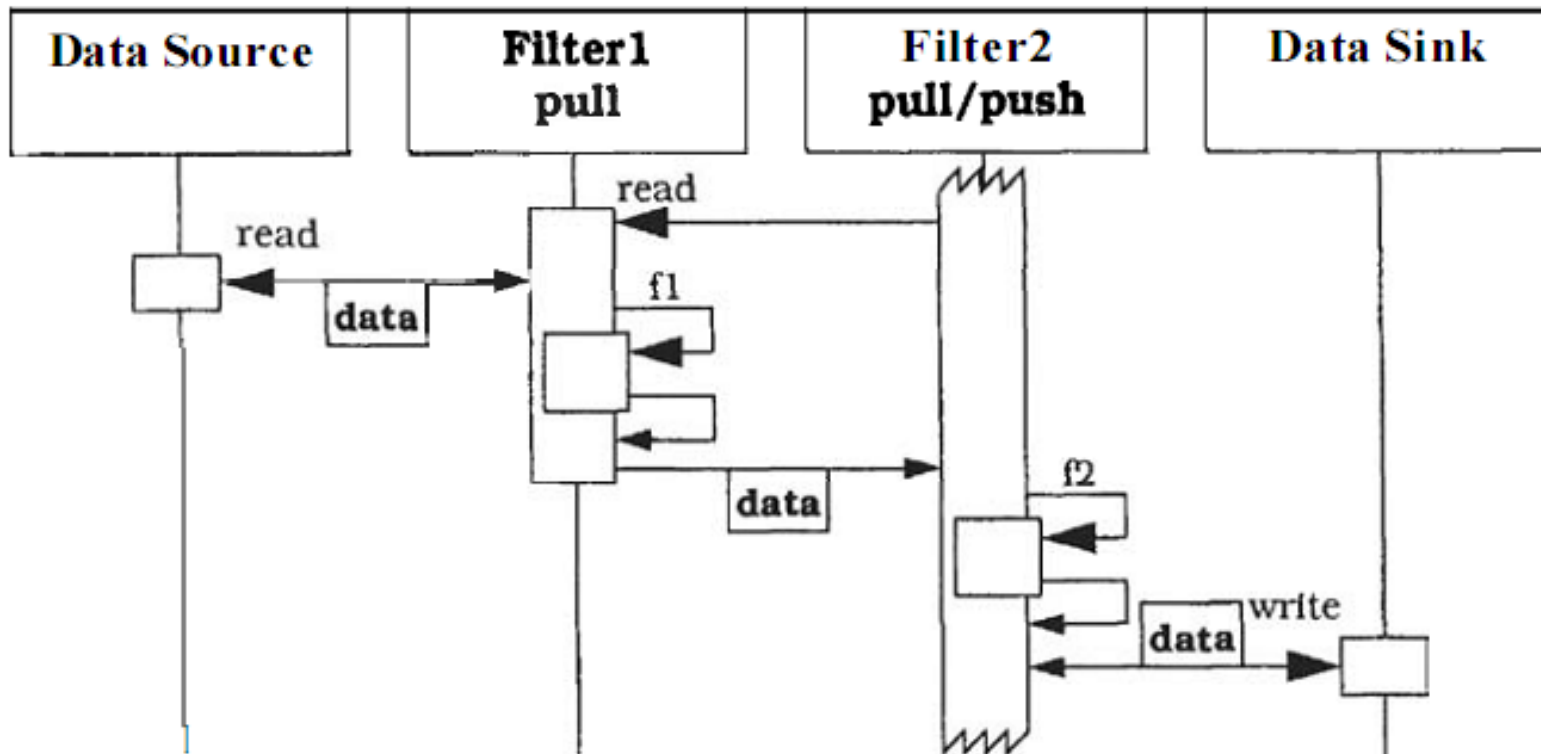 Data Source
Filter1
pull
Filter2
pull/push
Data Sink
read
read
data
f1
data
f2
write
data